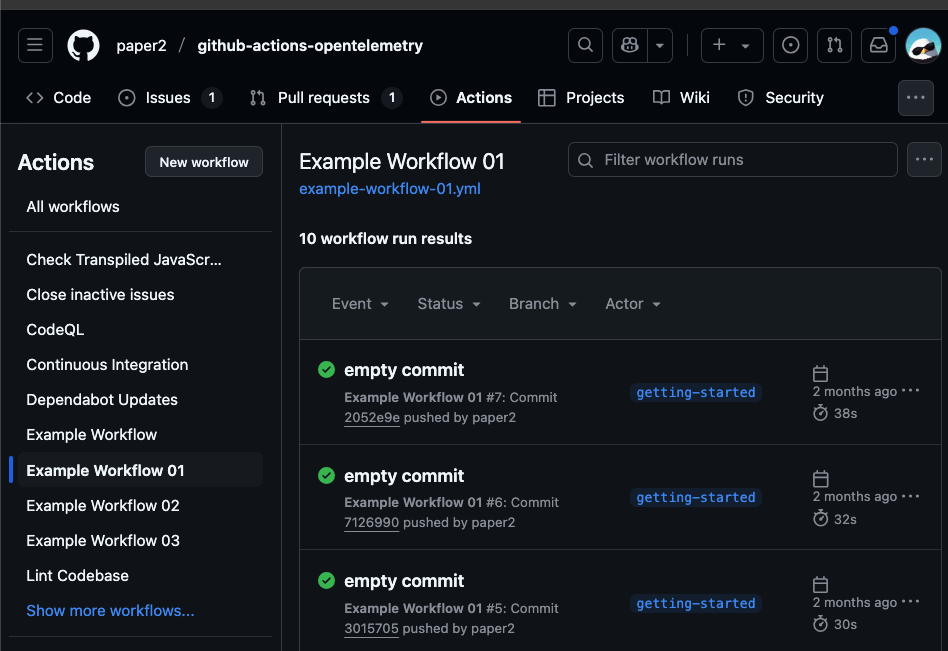 paper2 / github-actions-opentelemetry
Code Issues 1 Pull requests 1 Actions Projects Wiki Security
Actions
New workflow
All workflows
Check Transpiled JavaScr...
Close inactive issues
CodeQL
Continuous Integration
Dependabot Updates
Example Workflow
Example Workflow 01
Example Workflow 02
Example Workflow 03
Lint Codebase
Show more workflows...
Example Workflow 01
example-workflow-01.yml
Filter workflow runs
10 workflow run results
Event Status Branch Actor
empty commit
Example Workflow 01 #7: Commit
2052e9e pushed by paper2
getting-started
2 months ago
38s
empty commit
Example Workflow 01 #6: Commit
7126990 pushed by paper2
getting-started
2 months ago
32s
empty commit
Example Workflow 01 #5: Commit
3015705 pushed by paper2
getting-started
2 months ago
30s